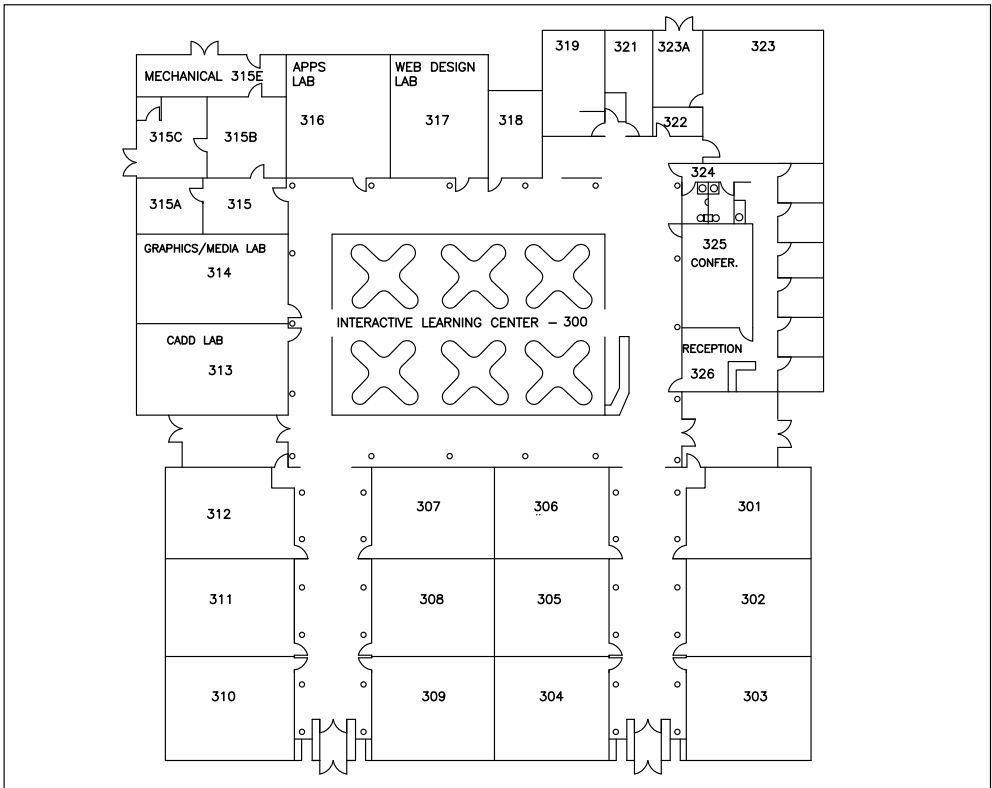 319
321
323A
323
MECHANICAL 315E
APPS
LAB
WEB DESIGN
LAB
316
317
318
322
315C
315B
324
315A
315
GRAPHICS/MEDIA LAB
314
325
CONFER.
INTERACTIVE LEARNING CENTER – 300
CADD LAB
313
RECEPTION
326
312
307
306
301
311
308
305
302
310
309
304
303